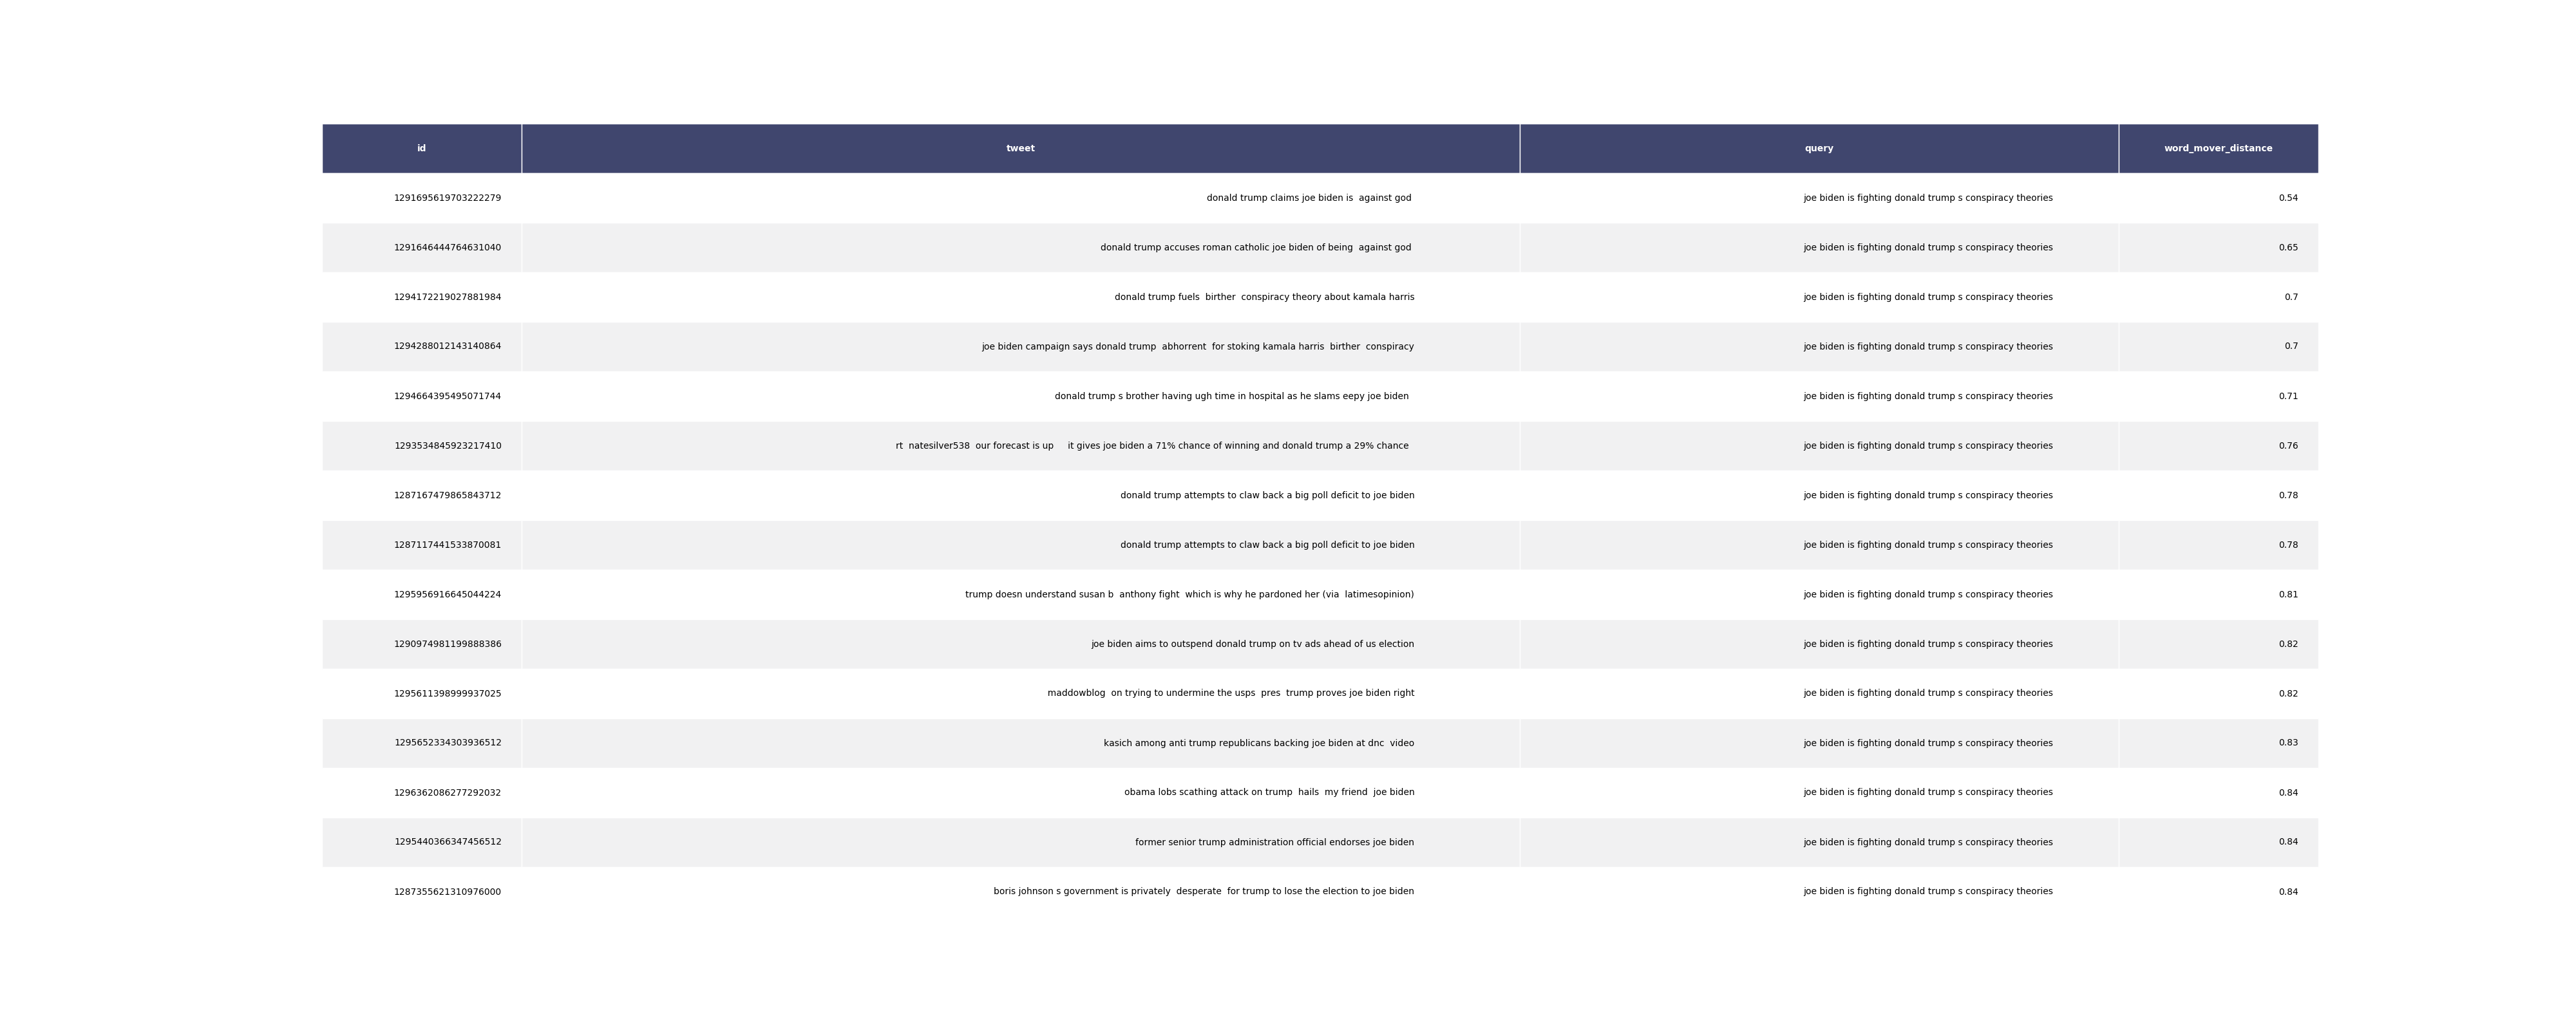 id tweet query word_mover_distance
1291695619703222279 donald trump claims joe biden is  against god joe biden is fighting donald trump s conspiracy theories 0.54
1291646444764631040 donald trump accuses roman catholic joe biden of being  against god joe biden is fighting donald trump s conspiracy theories 0.65
1294172219027881984 donald trump fuels  birther  conspiracy theory about kamala harris joe biden is fighting donald trump s conspiracy theories 0.7
1294288012143140864 joe biden campaign says donald trump  abhorrent  for stoking kamala harris  birther  conspiracy joe biden is fighting donald trump s conspiracy theories 0.7
1294664395495071744 donald trump s brother having ugh time in hospital as he slams eepy joe biden joe biden is fighting donald trump s conspiracy theories 0.71
1293534845923217410 rt  natesilver538  our forecast is up     it gives joe biden a 71% chance of winning and donald trump a 29% chance joe biden is fighting donald trump s conspiracy theories 0.76
1287167479865843712 donald trump attempts to claw back a big poll deficit to joe biden joe biden is fighting donald trump s conspiracy theories 0.78
1287117441533870081 donald trump attempts to claw back a big poll deficit to joe biden joe biden is fighting donald trump s conspiracy theories 0.78
1295956916645044224 trump doesn understand susan b  anthony fight  which is why he pardoned her (via  latimesopinion) joe biden is fighting donald trump s conspiracy theories 0.81
1290974981199888386 joe biden aims to outspend donald trump on tv ads ahead of us election joe biden is fighting donald trump s conspiracy theories 0.82
1295611398999937025 maddowblog  on trying to undermine the usps  pres  trump proves joe biden right joe biden is fighting donald trump s conspiracy theories 0.82
1295652334303936512 kasich among anti trump republicans backing joe biden at dnc  video joe biden is fighting donald trump s conspiracy theories 0.83
1296362086277292032 obama lobs scathing attack on trump  hails  my friend  joe biden joe biden is fighting donald trump s conspiracy theories 0.84
1295440366347456512 former senior trump administration official endorses joe biden joe biden is fighting donald trump s conspiracy theories 0.84
1287355621310976000 boris johnson s government is privately  desperate  for trump to lose the election to joe biden joe biden is fighting donald trump s conspiracy theories 0.84